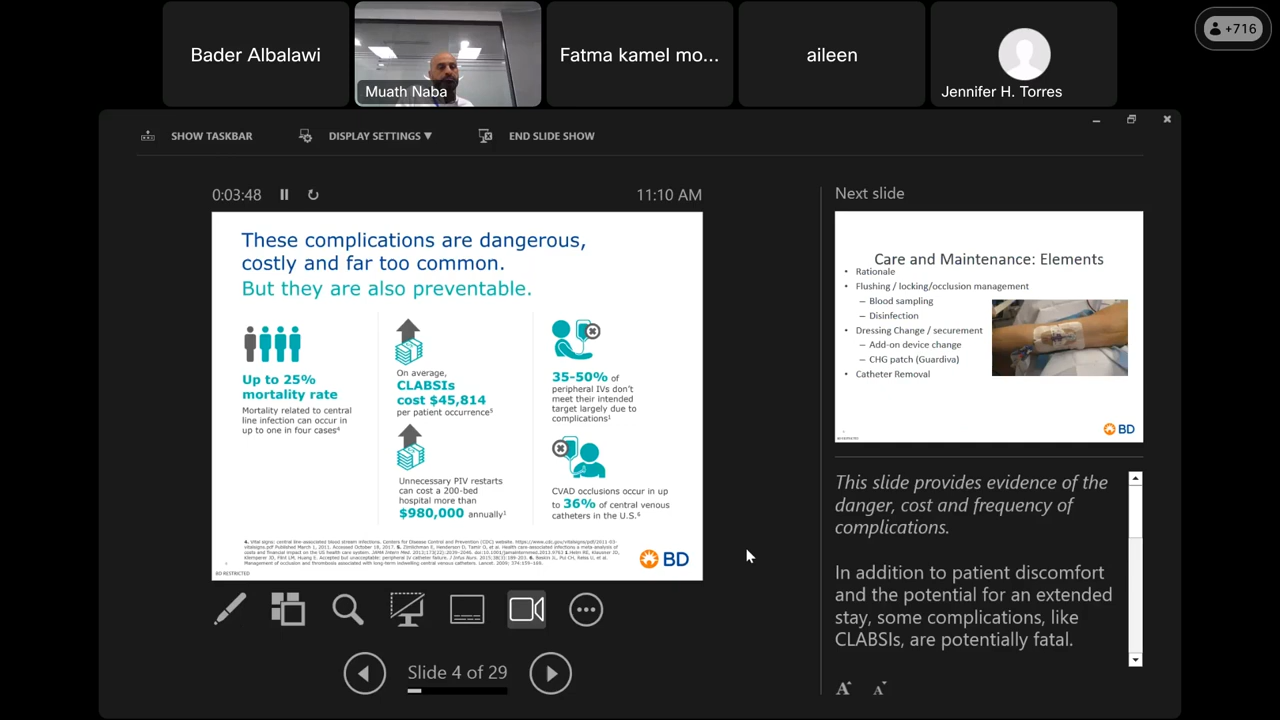 Bader Albalawi
Muath Naba
Fatma kamel mo...
aileen
Jennifer H. Torres
+716
SHOW TASKBAR
DISPLAY SETTINGS ▼
END SLIDE SHOW
0:03:48
11:10 AM
These complications are dangerous,
costly and far too common.
But they are also preventable.
Up to 25%
mortality rate
Mortality related to central
line infection can occur in
up to one in four cases⁴
On average,
CLABSIs
cost $45,814
per patient occurrence⁵
Unnecessary PIV restarts
can cost a 200-bed
hospital more than
$980,000 annually¹
35-50% of
peripheral IVs don't
meet their intended
target largely due to
complications¹
CVAD occlusions occur in up
to 36% of central venous
catheters in the U.S.⁶
BD RESTRICTED
BD
Slide 4 of 29
Next slide
Care and Maintenance: Elements
• Rationale
• Flushing / locking/occlusion management
– Blood sampling
– Disinfection
• Dressing Change / securement
– Add-on device change
– CHG patch (Guardiva)
• Catheter Removal
BD
This slide provides evidence of the
danger, cost and frequency of
complications.
In addition to patient discomfort
and the potential for an extended
stay, some complications, like
CLABSIs, are potentially fatal.
A A